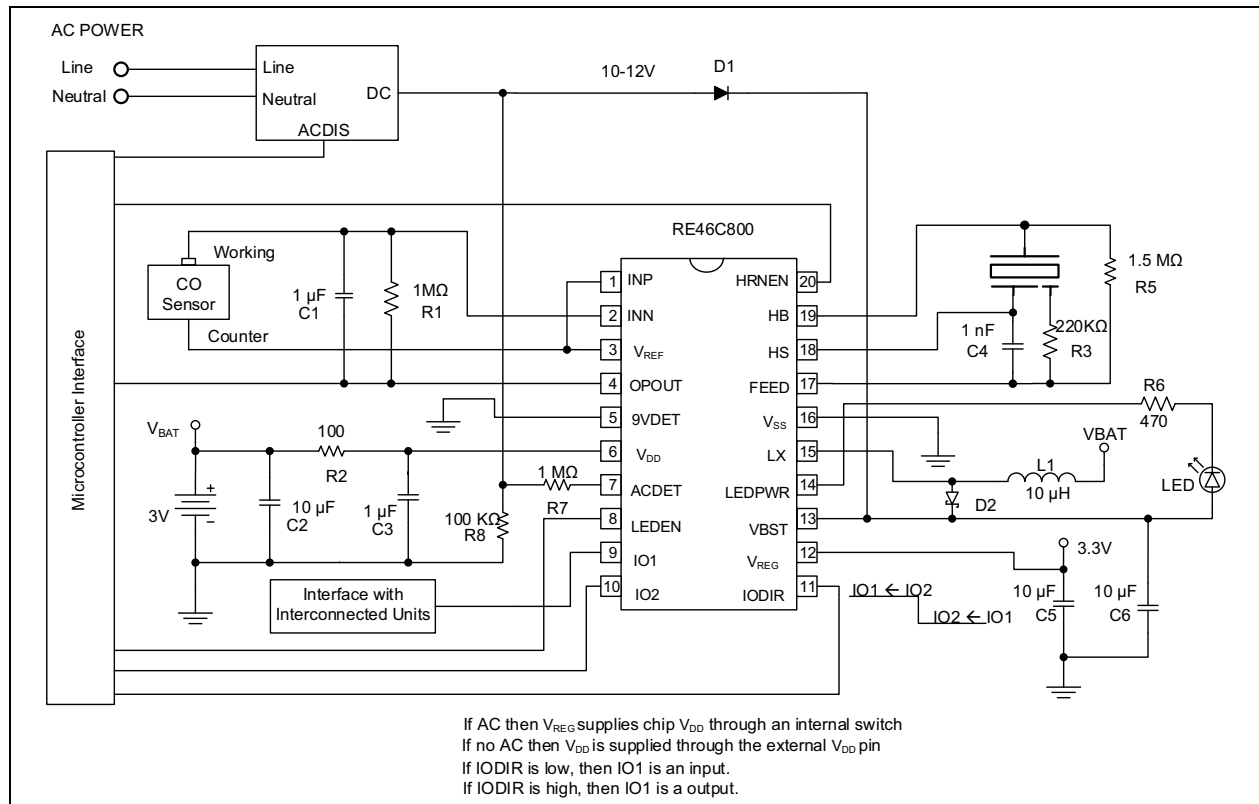 AC POWER
Line
Neutral
Line
Neutral
DC
ACDIS
10-12V
D1
Microcontroller Interface
RE46C800
Working
CO
Sensor
Counter
1 µF
C1
1MΩ
R1
1 INP
2 INN
3 VREF
4 OPOUT
5 9VDET
6 VDD
7 ACDET
8 LEDEN
9 IO1
10 IO2
HRNEN 20
HB 19
HS 18
FEED 17
VSS 16
LX 15
LEDPWR 14
VBST 13
VREG 12
IODIR 11
1.5 MΩ
R5
1 nF
C4
220KΩ
R3
R6
470
VBAT
L1
10 µH
LED
D2
VBAT
100
R2
+
3V
−
10 µF
C2
1 µF
C3
1 MΩ
R7
100 KΩ
R8
Interface with
Interconnected Units
3.3V
10 µF
C5
10 µF
C6
IO1 ← IO2
IO2 ← IO1
If AC then VREG supplies chip VDD through an internal switch
If no AC then VDD is supplied through the external VDD pin
If IODIR is low, then IO1 is an input.
If IODIR is high, then IO1 is a output.